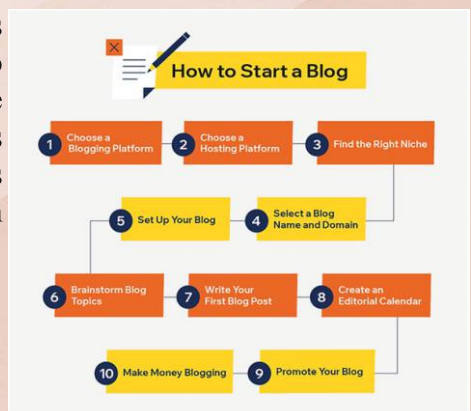 How to Start a Blog
1
Choose a
Blogging Platform
2
Choose a
Hosting Platform
3
Find the Right Niche
4
Select a Blog
Name and Domain
5
Set Up Your Blog
6
Brainstorm Blog
Topics
7
Write Your
First Blog Post
8
Create an
Editorial Calendar
9
Promote Your Blog
10
Make Money Blogging